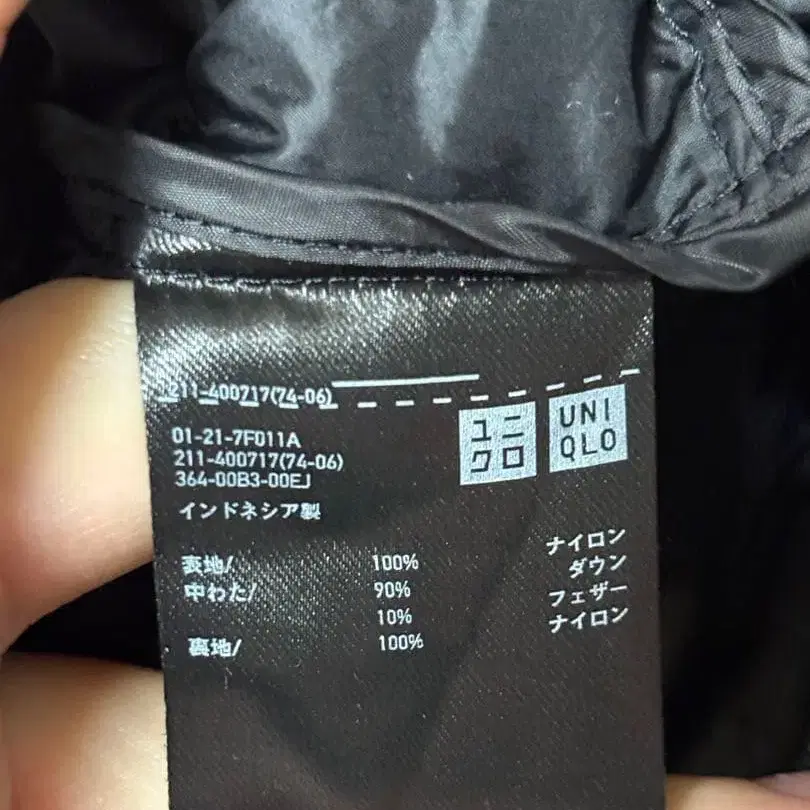 211-400717(74-06)
ユニ
クロ
UNI
QLO
01-21-7F011A
211-400717(74-06)
364-00B3-00EJ
インドネシア製
表地/ 100% ナイロン
中わた/ 90% ダウン
10% フェザー
裏地/ 100% ナイロン